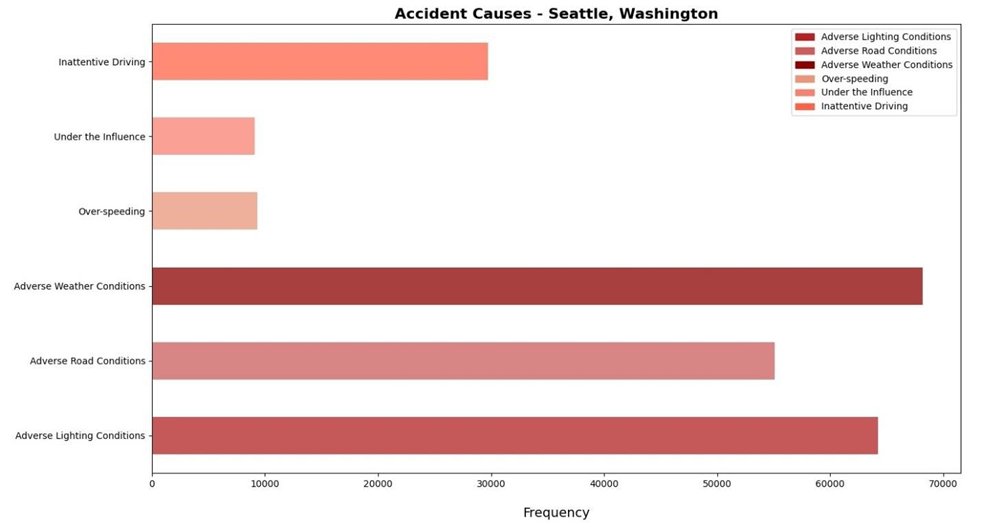 Accident Causes - Seattle, Washington
Adverse Lighting Conditions
Adverse Road Conditions
Adverse Weather Conditions
Over-speeding
Under the Influence
Inattentive Driving
Inattentive Driving
Under the Influence
Over-speeding
Adverse Weather Conditions
Adverse Road Conditions
Adverse Lighting Conditions
0 10000 20000 30000 40000 50000 60000 70000
Frequency